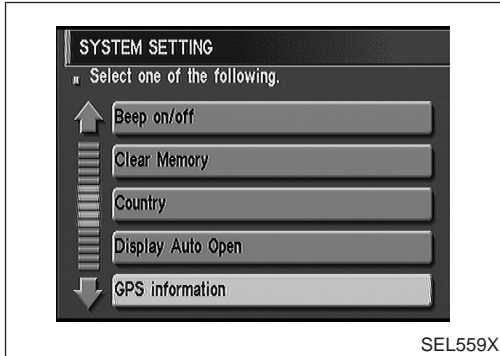 SYSTEM SETTING
Select one of the following.
Beep on/off
Clear Memory
Country
Display Auto Open
GPS information
SEL559X